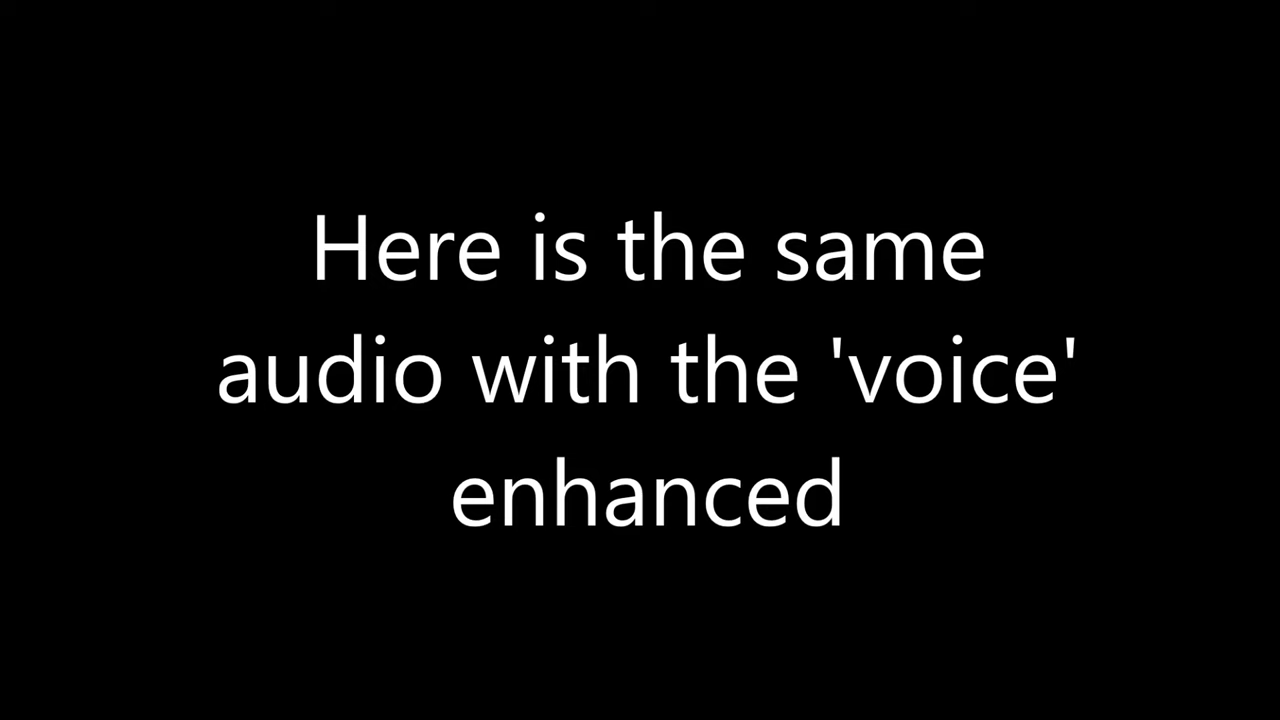 Here is the same
audio with the 'voice'
enhanced